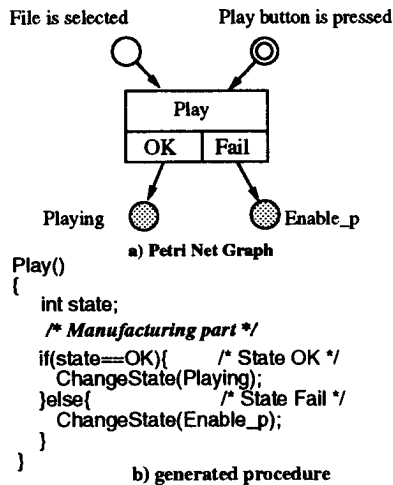 File is selected
Play button is pressed
Play
OK
Fail
Playing
Enable_p
a) Petri Net Graph
Play()
{
int state;
/* Manufacturing part */
if(state==OK){ /* State OK */
ChangeState(Playing);
}else{ /* State Fail */
ChangeState(Enable_p);
}
}
b) generated procedure